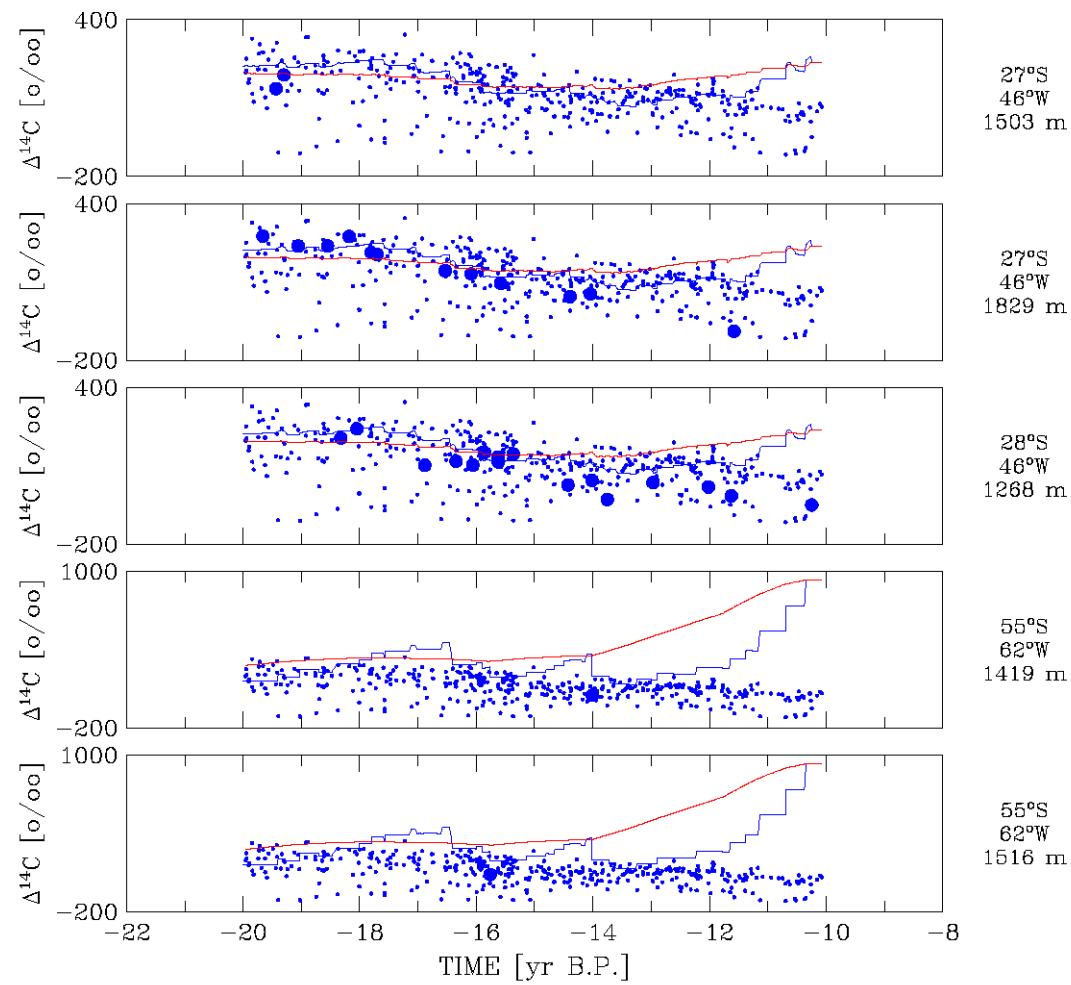 400
Δ¹⁴C [o/oo]
−200
27°S
46°W
1503 m
400
Δ¹⁴C [o/oo]
−200
27°S
46°W
1829 m
400
Δ¹⁴C [o/oo]
−200
28°S
46°W
1268 m
1000
Δ¹⁴C [o/oo]
−200
55°S
62°W
1419 m
1000
Δ¹⁴C [o/oo]
−200
55°S
62°W
1516 m
−22 −20 −18 −16 −14 −12 −10 −8
TIME [yr B.P.]